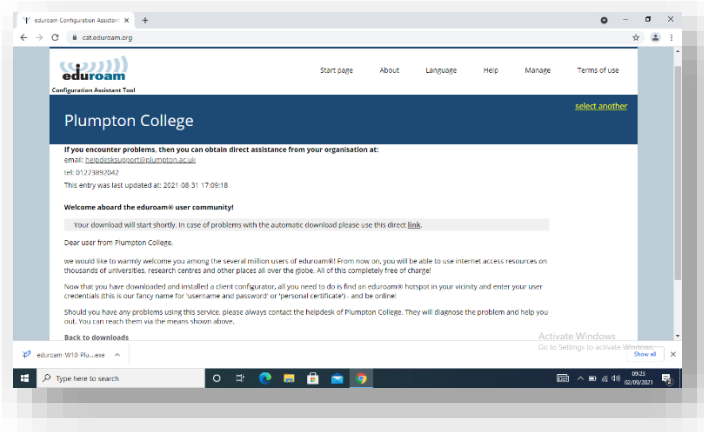 eduroam Configuration Assistant
cat.eduroam.org
eduroam
Configuration Assistant Tool
Start page About Language Help Manage Terms of use
select another
Plumpton College
If you encounter problems, then you can obtain direct assistance from your organisation at:
email: helpdesksupport@plumpton.ac.uk
tel: 01273892042
This entry was last updated at: 2021-08-31 17:09:18
Welcome aboard the eduroam® user community!
Your download will start shortly. In case of problems with the automatic download please use this direct link.
Dear user from Plumpton College,
we would like to warmly welcome you among the several million users of eduroam®! From now on, you will be able to use internet access resources on
thousands of universities, research centres and other places all over the globe. All of this completely free of charge!
Now that you have downloaded and installed a client configurator, all you need to do is find an eduroam® hotspot in your vicinity and enter your user
credentials (this is our fancy name for 'username and password' or 'personal certificate') - and be online!
Should you have any problems using this service, please always contact the helpdesk of Plumpton College. They will diagnose the problem and help you
out. You can reach them via the means shown above.
Back to downloads
Activate Windows
Go to Settings to activate Windows.
eduroam-W10-Plu....exe
Show all
Type here to search
09:23
02/09/2021